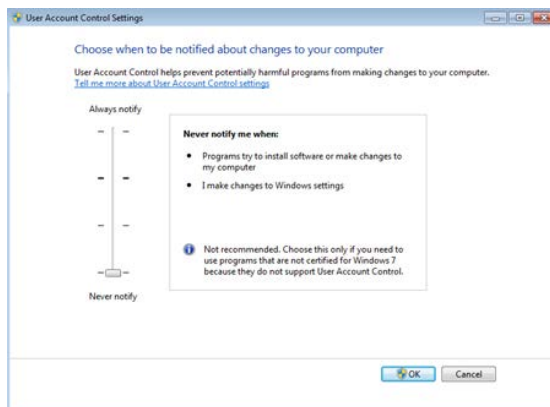 User Account Control Settings
Choose when to be notified about changes to your computer
User Account Control helps prevent potentially harmful programs from making changes to your computer.
Tell me more about User Account Control settings
Always notify
Never notify me when:
Programs try to install software or make changes to
my computer
I make changes to Windows settings
Not recommended. Choose this only if you need to
use programs that are not certified for Windows 7
because they do not support User Account Control.
Never notify
OK Cancel